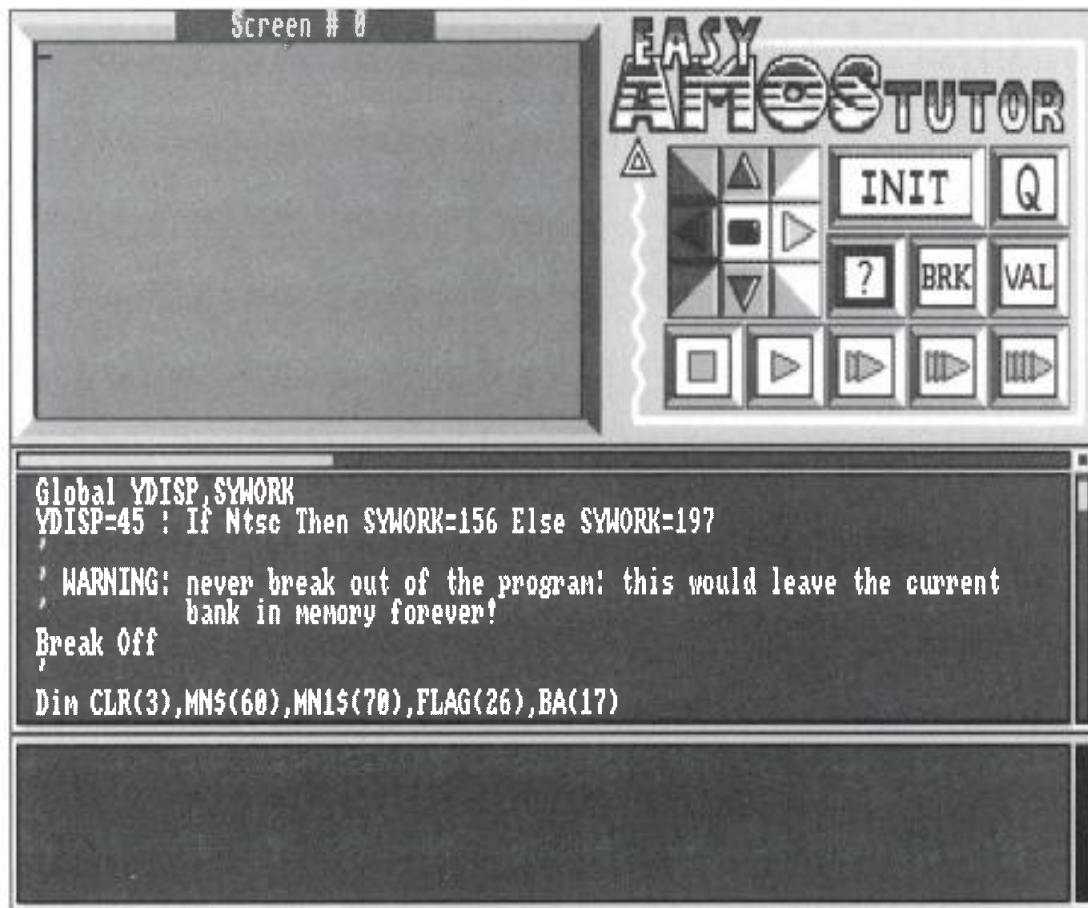 Screen # 0
EASY
AMOS TUTOR
INIT
Q
?
BRK
VAL
Global YDISP,SYWORK
YDISP=45 : If Ntsc Then SYWORK=156 Else SYWORK=197
'
' WARNING: never break out of the program: this would leave the current
' bank in memory forever!
Break Off
'
Dim CLR(3),MN$(60),MN1$(70),FLAG(26),BA(17)